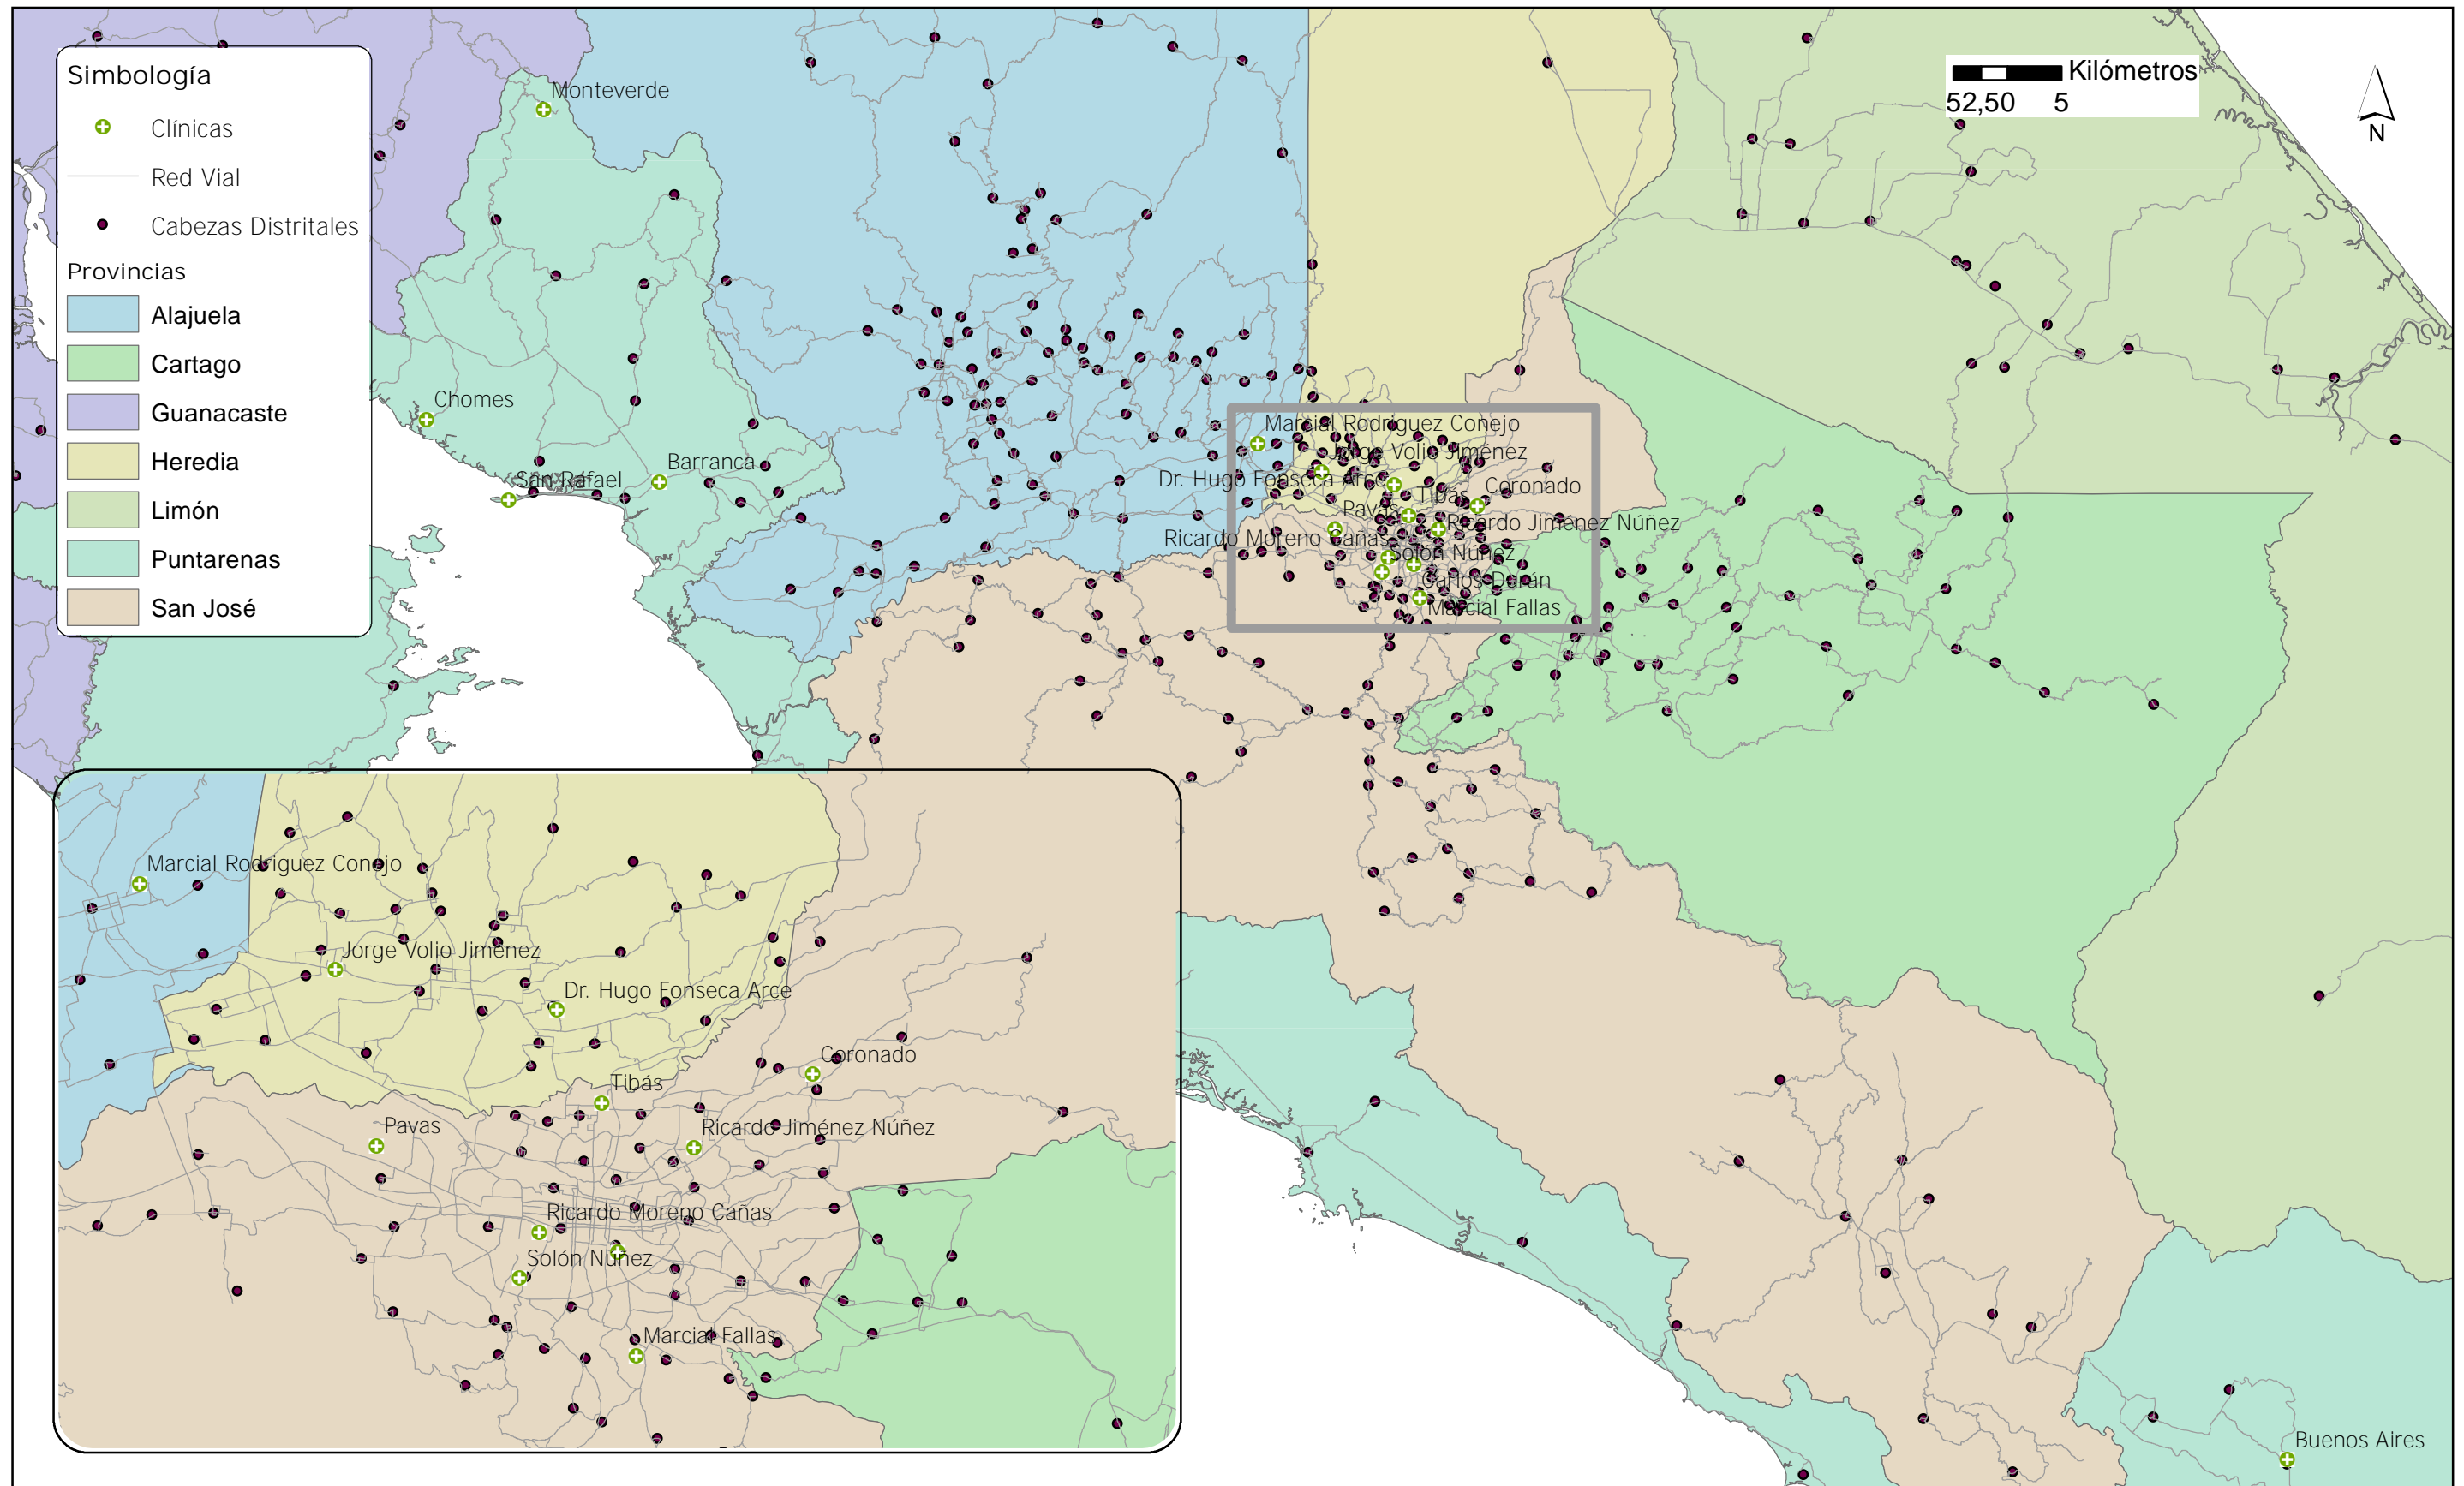 Simbología
Clínicas
Red Vial
Cabezas Distritales
Provincias
Alajuela
Cartago
Guanacaste
Heredia
Limón
Puntarenas
San José
Kilómetros
52,50 5
N
Monteverde
Chomes
San Rafael
Barranca
Marcial Rodríguez Conejo
Jorge Volio Jiménez
Dr. Hugo Fonseca Arce
Tibás
Coronado
Pavas
Ricardo Jiménez Núñez
Ricardo Moreno Cañas
Solón Núñez
Carlos Durán
Marcial Fallas
Marcial Rodríguez Conejo
Jorge Volio Jiménez
Dr. Hugo Fonseca Arce
Coronado
Tibás
Pavas
Ricardo Jiménez Núñez
Ricardo Moreno Cañas
Solón Núñez
Marcial Fallas
Buenos Aires